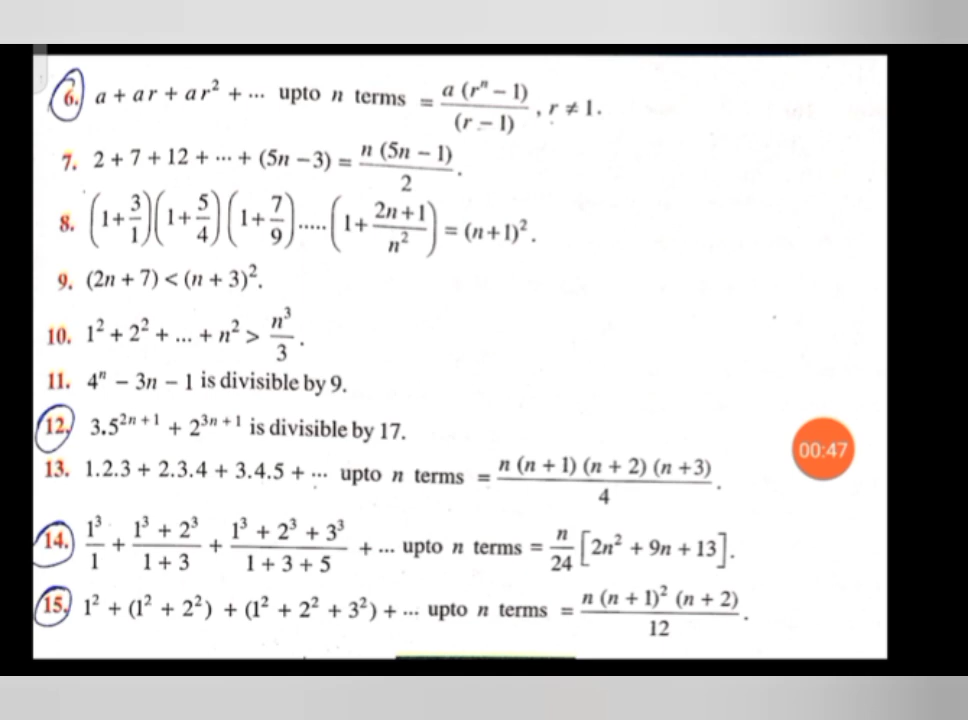 6. a + ar + ar² + ... upto n terms = a (rⁿ – 1) / (r – 1) , r ≠ 1.
7. 2 + 7 + 12 + ... + (5n – 3) = n (5n – 1) / 2 .
8. (1+3/1)(1+5/4)(1+7/9).....(1+ 2n+1 / n²) = (n+1)² .
9. (2n + 7) < (n + 3)².
10. 1² + 2² + ... + n² > n³ / 3 .
11. 4ⁿ – 3n – 1 is divisible by 9.
12. 3.5²ⁿ⁺¹ + 2³ⁿ⁺¹ is divisible by 17.
00:47
13. 1.2.3 + 2.3.4 + 3.4.5 + ... upto n terms = n (n + 1) (n + 2) (n +3) / 4 .
14. 1³ / 1 + 1³ + 2³ / 1 + 3 + 1³ + 2³ + 3³ / 1 + 3 + 5 + ... upto n terms = n / 24 [2n² + 9n + 13].
15. 1² + (1² + 2²) + (1² + 2² + 3²) + ... upto n terms = n (n + 1)² (n + 2) / 12 .